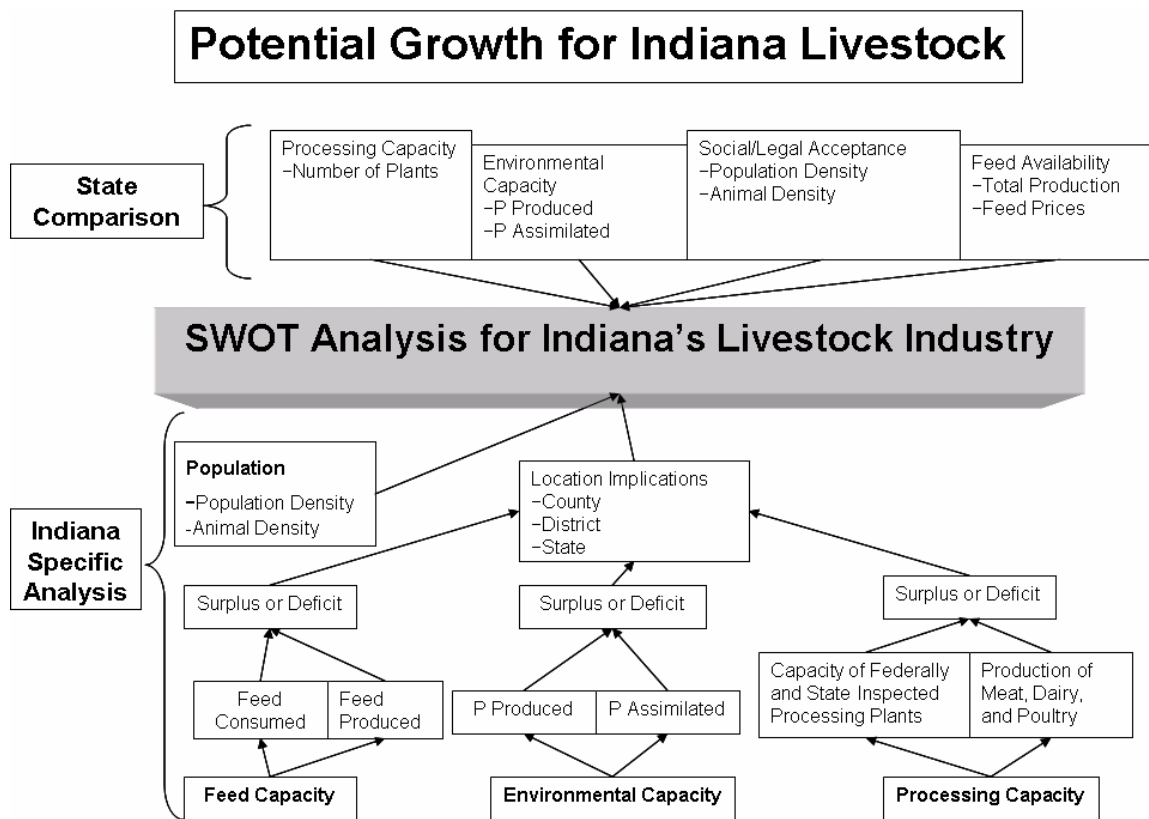 Potential Growth for Indiana Livestock
State
Comparison
Processing Capacity
–Number of Plants
Environmental
Capacity
–P Produced
–P Assimilated
Social/Legal Acceptance
–Population Density
–Animal Density
Feed Availability
–Total Production
–Feed Prices
SWOT Analysis for Indiana’s Livestock Industry
Indiana
Specific
Analysis
Population
–Population Density
-Animal Density
Location Implications
–County
–District
–State
Surplus or Deficit
Surplus or Deficit
Surplus or Deficit
Feed
Consumed
Feed
Produced
P Produced
P Assimilated
Capacity of Federally
and State Inspected
Processing Plants
Production of
Meat, Dairy,
and Poultry
Feed Capacity
Environmental Capacity
Processing Capacity